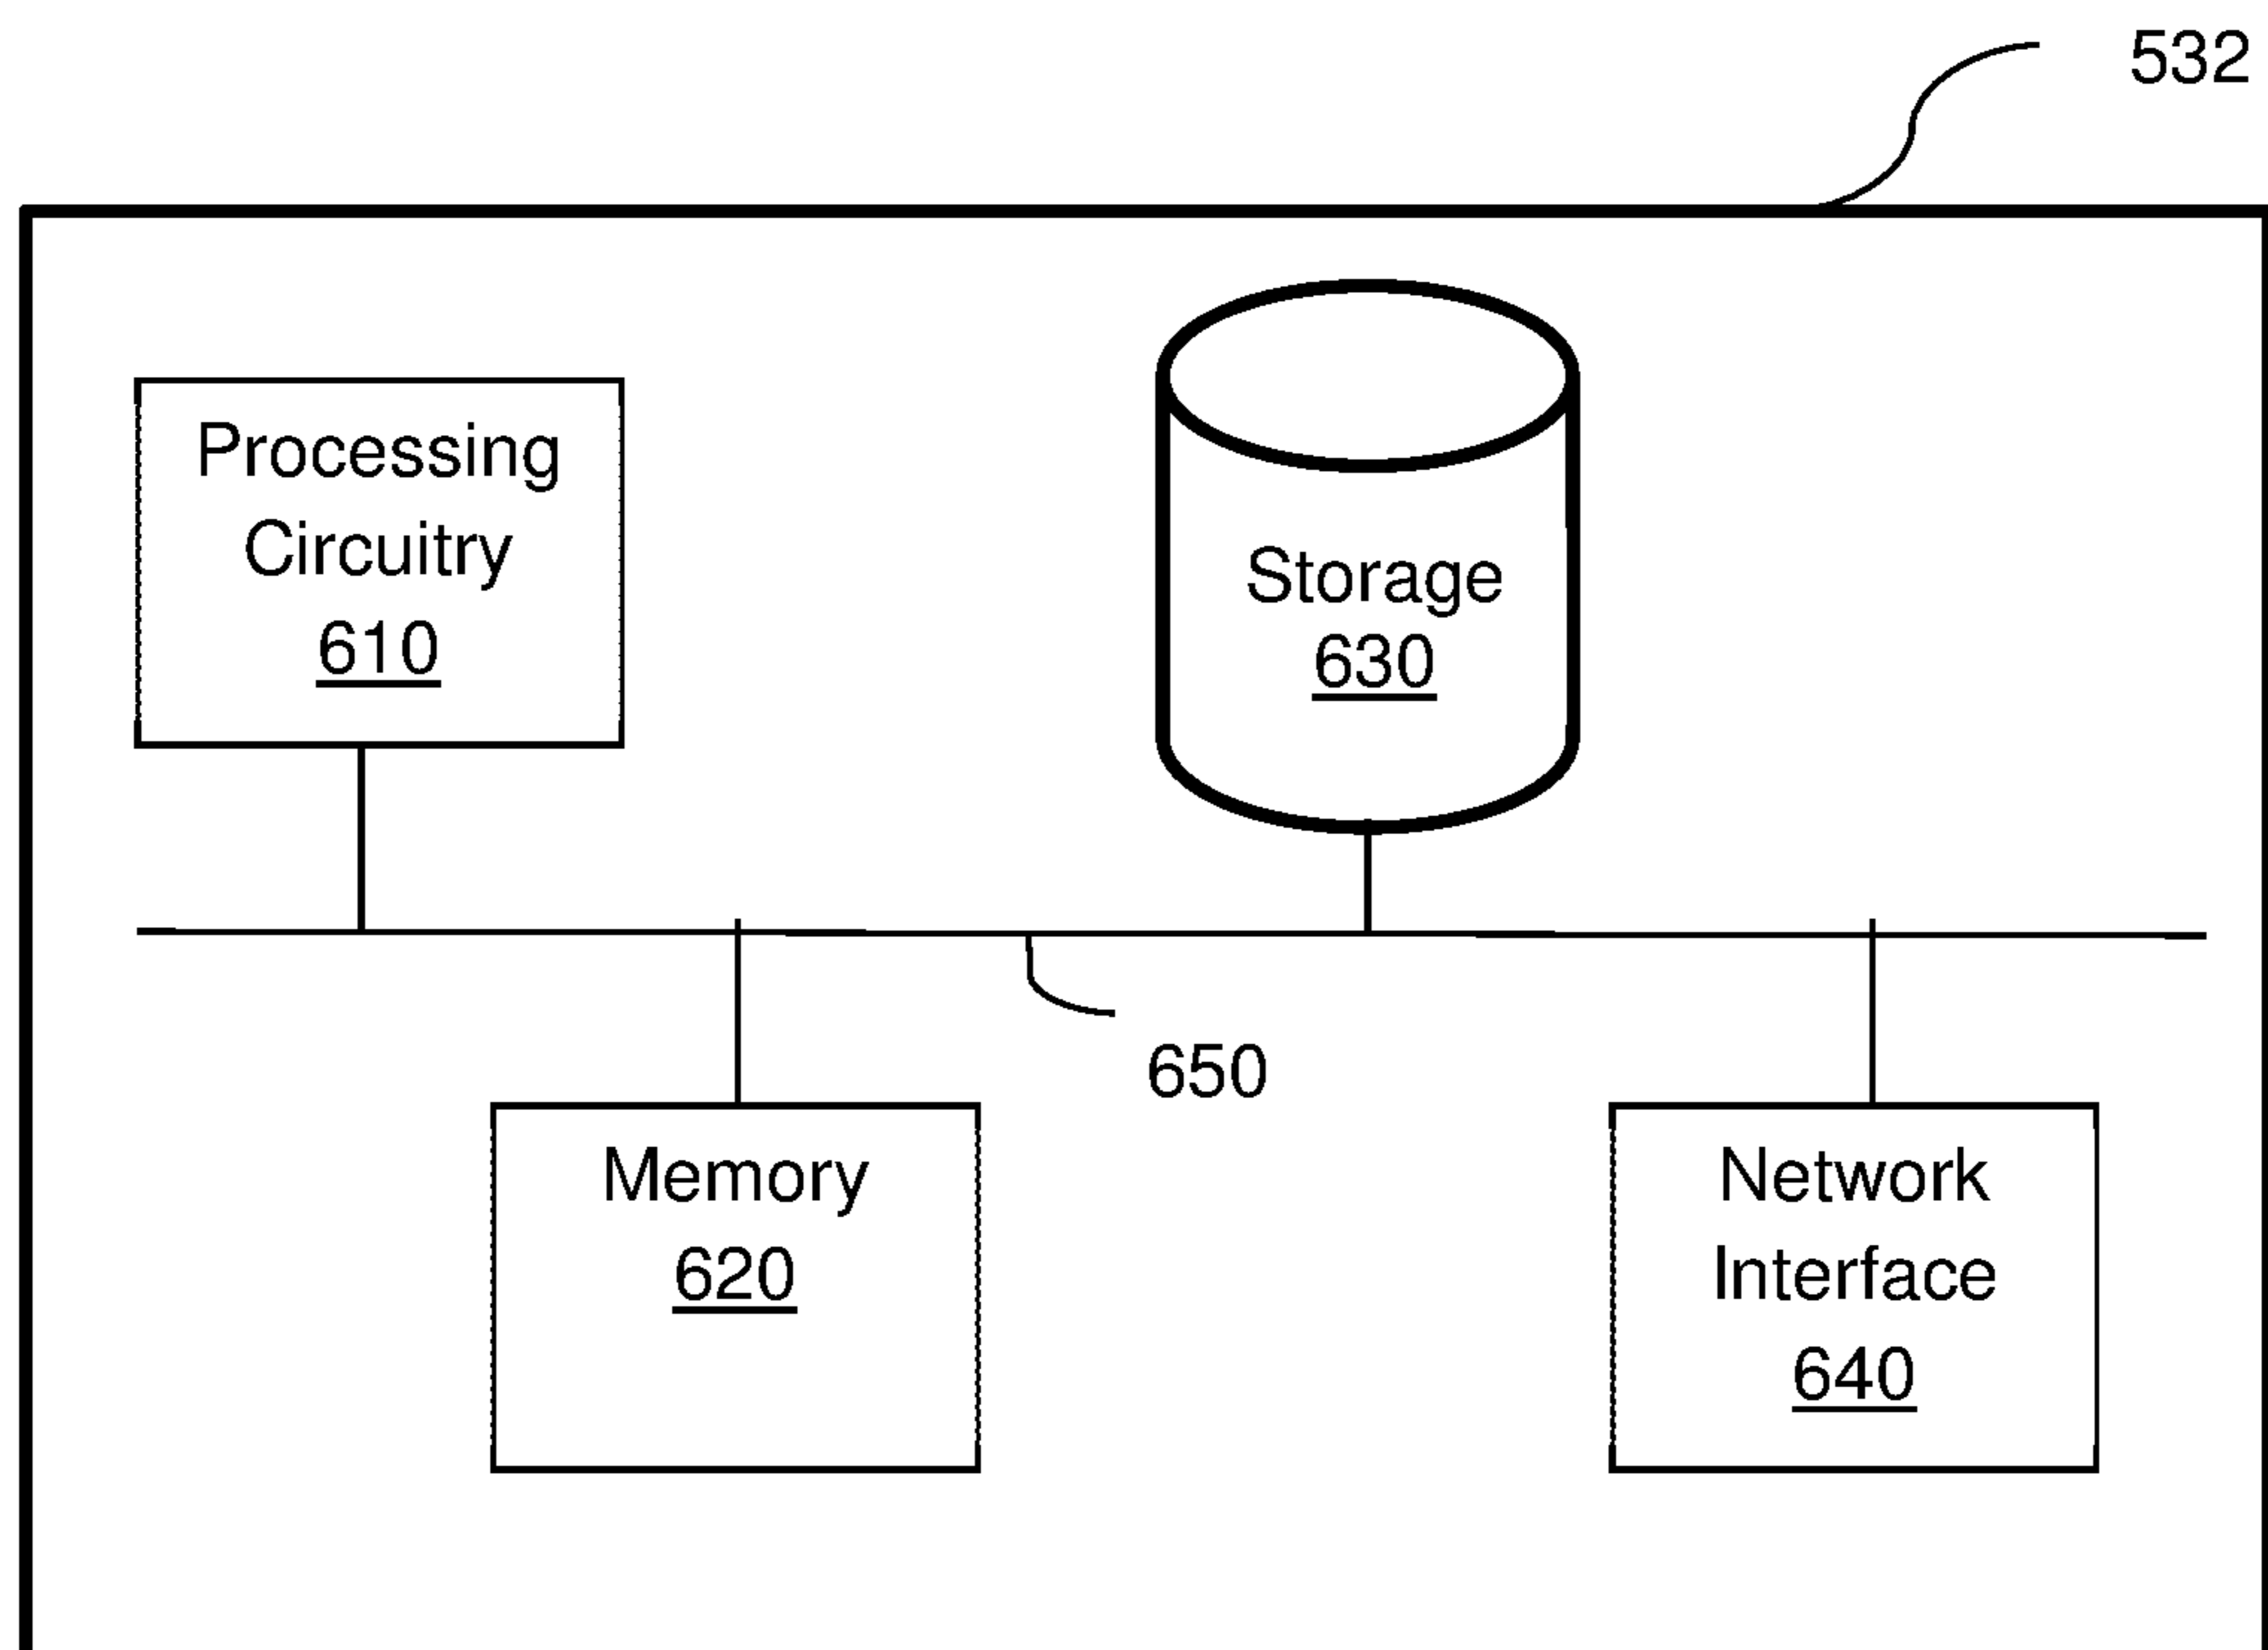 532
Processing
Circuitry
610
Storage
630
650
Memory
620
Network
Interface
640